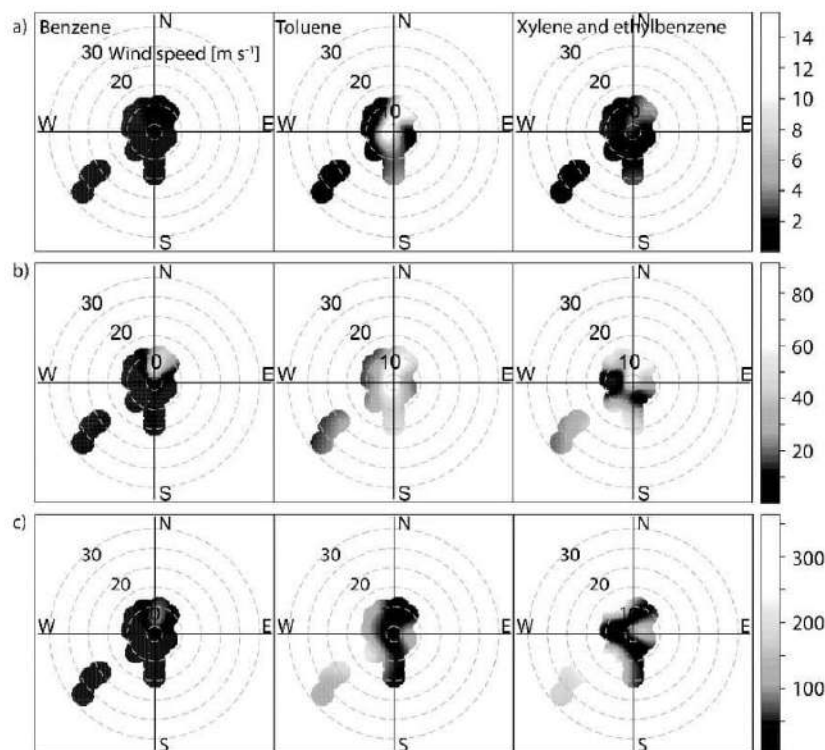 a) Benzene Toluene Xylene and ethylbenzene
30 Wind speed [m s⁻¹] 30 30
20 20 20
10
N N N
W E W E W E
S S S
14
12
10
8
6
4
2
b)
N N N
30 30 30
20 20 20
0 10 10
W E W E W E
S S S
80
60
40
20
c)
N N N
30 30 30
20 20 20
W E W E W E
S S S
300
200
100